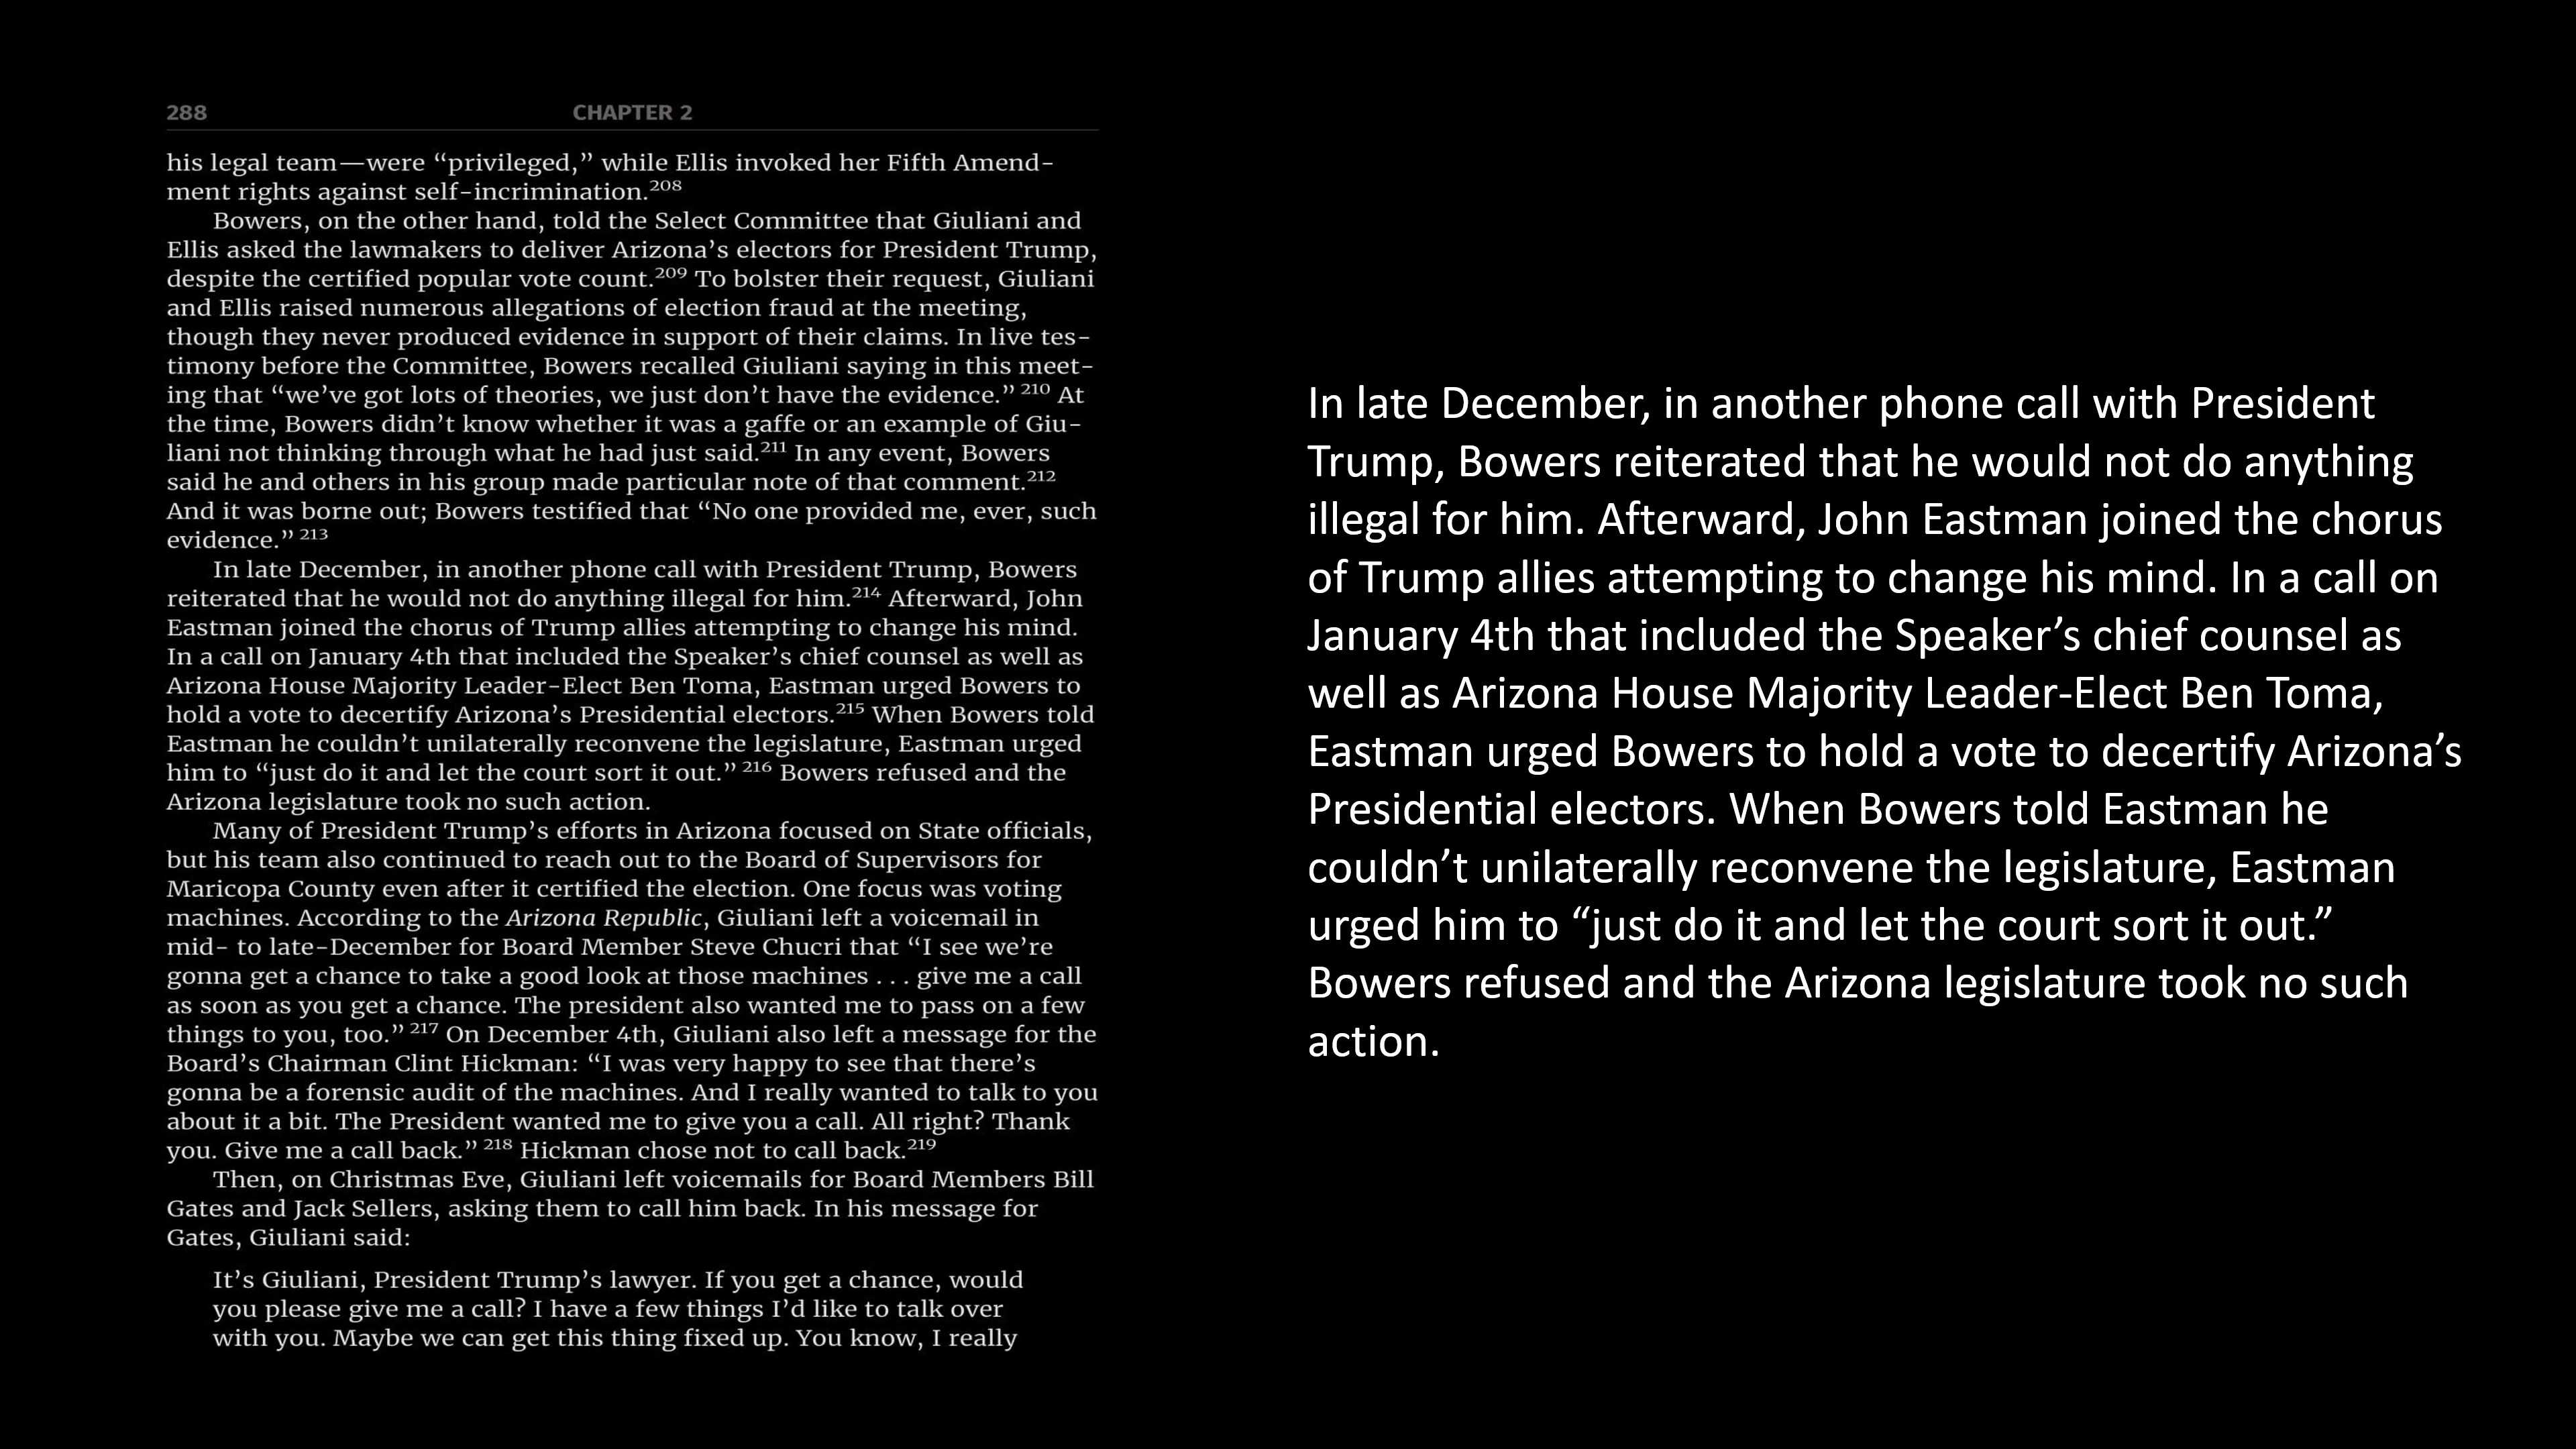 288 CHAPTER 2
his legal team—were “privileged,” while Ellis invoked her Fifth Amend-
ment rights against self-incrimination.208
Bowers, on the other hand, told the Select Committee that Giuliani and
Ellis asked the lawmakers to deliver Arizona’s electors for President Trump,
despite the certified popular vote count.209 To bolster their request, Giuliani
and Ellis raised numerous allegations of election fraud at the meeting,
though they never produced evidence in support of their claims. In live tes-
timony before the Committee, Bowers recalled Giuliani saying in this meet-
ing that “we’ve got lots of theories, we just don’t have the evidence.” 210 At
the time, Bowers didn’t know whether it was a gaffe or an example of Giu-
liani not thinking through what he had just said.211 In any event, Bowers
said he and others in his group made particular note of that comment.212
And it was borne out; Bowers testified that “No one provided me, ever, such
evidence.” 213
In late December, in another phone call with President Trump, Bowers
reiterated that he would not do anything illegal for him.214 Afterward, John
Eastman joined the chorus of Trump allies attempting to change his mind.
In a call on January 4th that included the Speaker’s chief counsel as well as
Arizona House Majority Leader-Elect Ben Toma, Eastman urged Bowers to
hold a vote to decertify Arizona’s Presidential electors.215 When Bowers told
Eastman he couldn’t unilaterally reconvene the legislature, Eastman urged
him to “just do it and let the court sort it out.” 216 Bowers refused and the
Arizona legislature took no such action.
Many of President Trump’s efforts in Arizona focused on State officials,
but his team also continued to reach out to the Board of Supervisors for
Maricopa County even after it certified the election. One focus was voting
machines. According to the Arizona Republic, Giuliani left a voicemail in
mid- to late-December for Board Member Steve Chucri that “I see we’re
gonna get a chance to take a good look at those machines . . . give me a call
as soon as you get a chance. The president also wanted me to pass on a few
things to you, too.” 217 On December 4th, Giuliani also left a message for the
Board’s Chairman Clint Hickman: “I was very happy to see that there’s
gonna be a forensic audit of the machines. And I really wanted to talk to you
about it a bit. The President wanted me to give you a call. All right? Thank
you. Give me a call back.” 218 Hickman chose not to call back.219
Then, on Christmas Eve, Giuliani left voicemails for Board Members Bill
Gates and Jack Sellers, asking them to call him back. In his message for
Gates, Giuliani said:
It’s Giuliani, President Trump’s lawyer. If you get a chance, would
you please give me a call? I have a few things I’d like to talk over
with you. Maybe we can get this thing fixed up. You know, I really
In late December, in another phone call with President
Trump, Bowers reiterated that he would not do anything
illegal for him. Afterward, John Eastman joined the chorus
of Trump allies attempting to change his mind. In a call on
January 4th that included the Speaker’s chief counsel as
well as Arizona House Majority Leader-Elect Ben Toma,
Eastman urged Bowers to hold a vote to decertify Arizona’s
Presidential electors. When Bowers told Eastman he
couldn’t unilaterally reconvene the legislature, Eastman
urged him to “just do it and let the court sort it out.”
Bowers refused and the Arizona legislature took no such
action.